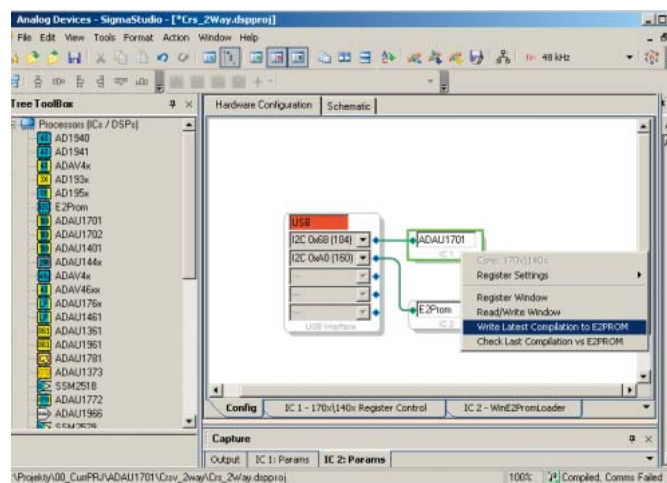 Analog Devices - SigmaStudio - [*Crs_2Way.dspproj]
File Edit View Tools Format Action Window Help
48 kHz
Tree ToolBox
Hardware Configuration
Schematic
Processors (ICs / DSPs)
AD1940
AD1941
ADAV4x
AD193x
AD195x
E2Prom
ADAU1701
ADAU1702
ADAU1401
ADAU144x
ADAV4x
ADAV46xx
ADAU176x
ADAU1461
ADAU1361
ADAU1961
ADAU1781
ADAU1373
SSM2518
ADAU1772
ADAU1966
SSM2529
USB
I2C 0x68 (104)
I2C 0xA0 (160)
USB Interface
ADAU1701
IC 1
E2Prom
IC 2
Core: 170x\140x
Register Settings
Register Window
Read/Write Window
Write Latest Compilation to E2PROM
Check Last Compilation vs E2PROM
Config
IC 1 - 170x\140x Register Control
IC 2 - WinE2PromLoader
Capture
Output
IC 1: Params
IC 2: Params
100%
Compiled, Comms Failed